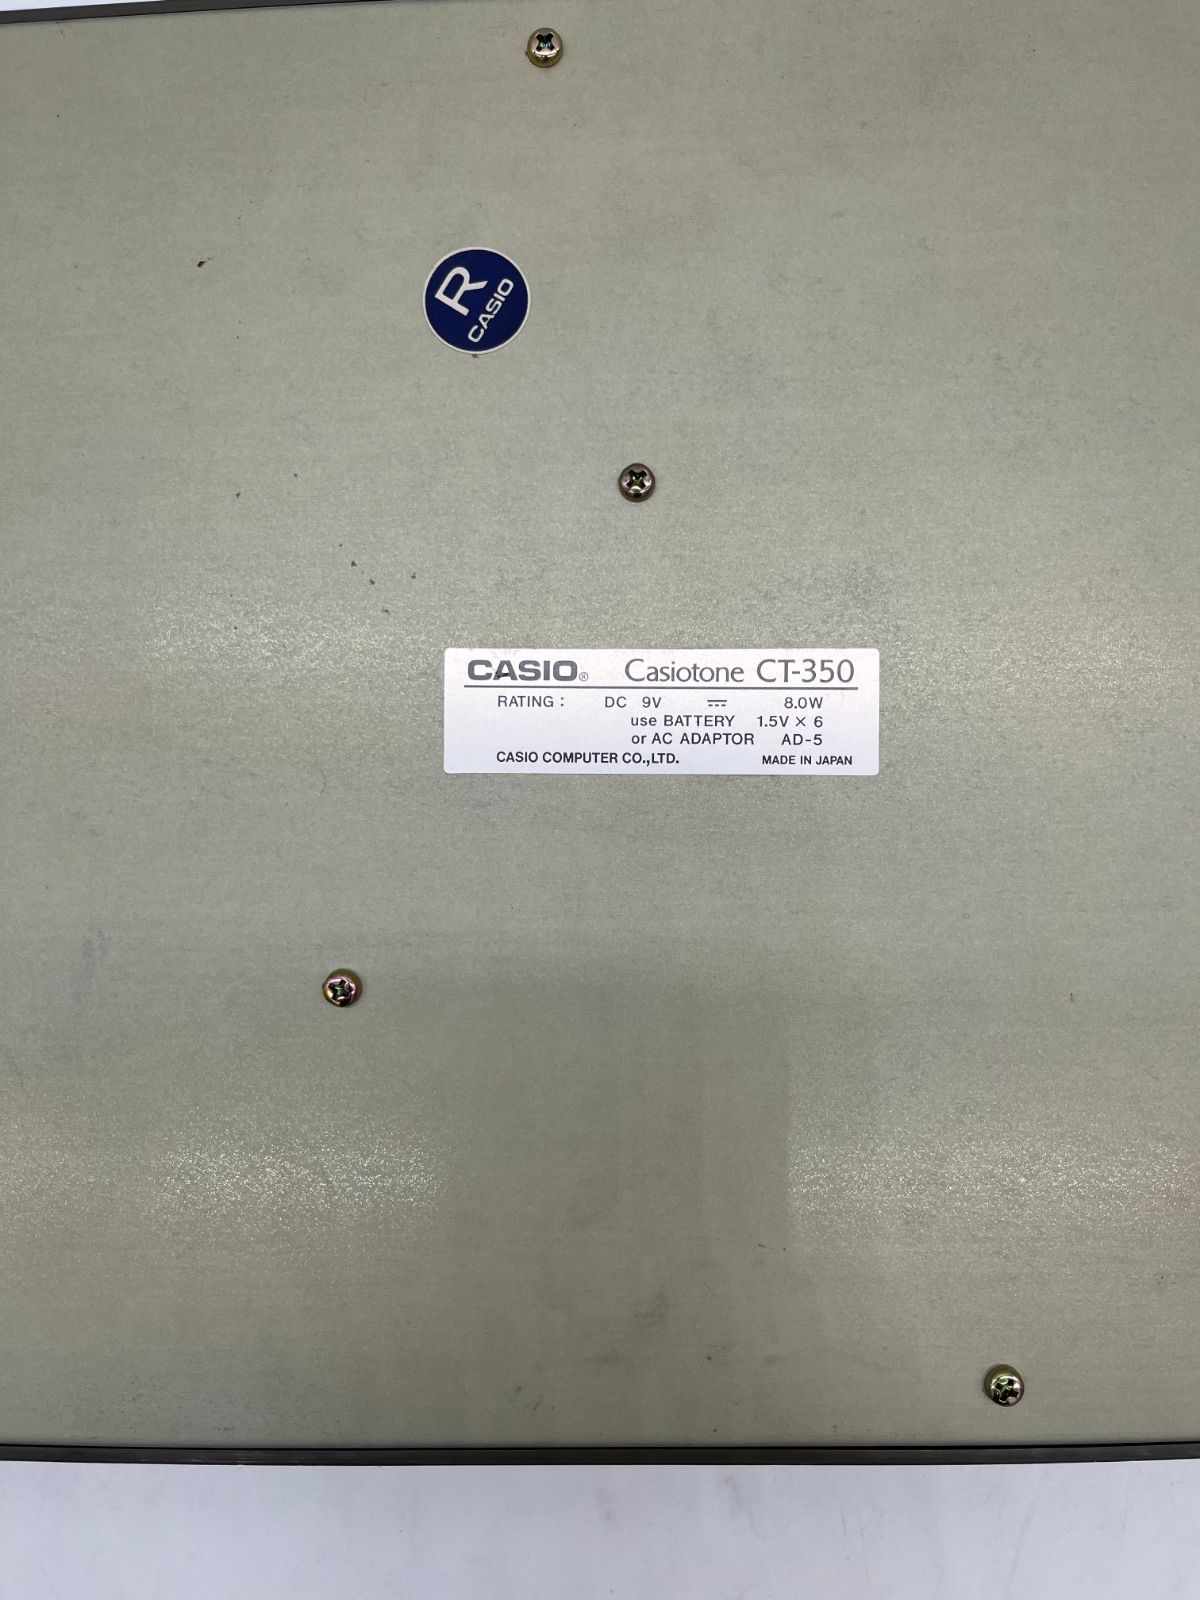 R
CASIO
CASIO® Casiotone CT-350
RATING : DC 9V ⎓ 8.0W
use BATTERY 1.5V × 6
or AC ADAPTOR AD-5
CASIO COMPUTER CO.,LTD. MADE IN JAPAN